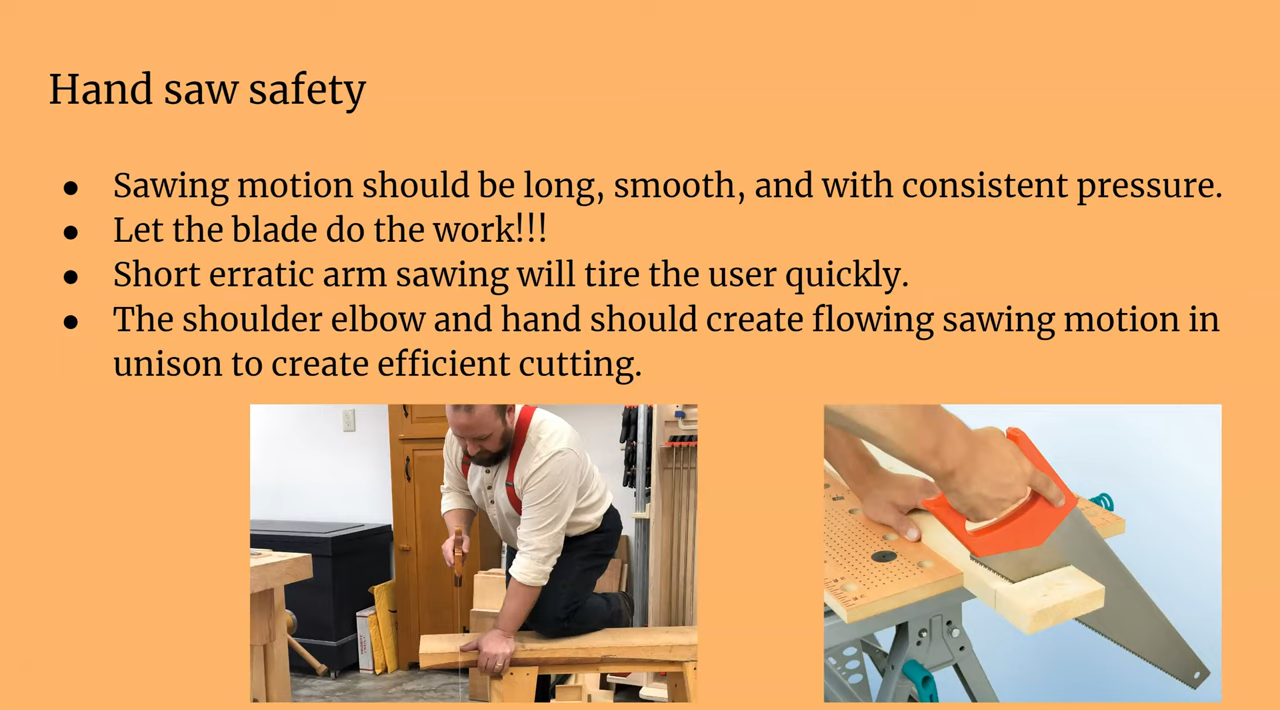 Hand saw safety
● Sawing motion should be long, smooth, and with consistent pressure.
● Let the blade do the work!!!
● Short erratic arm sawing will tire the user quickly.
● The shoulder elbow and hand should create flowing sawing motion in
unison to create efficient cutting.